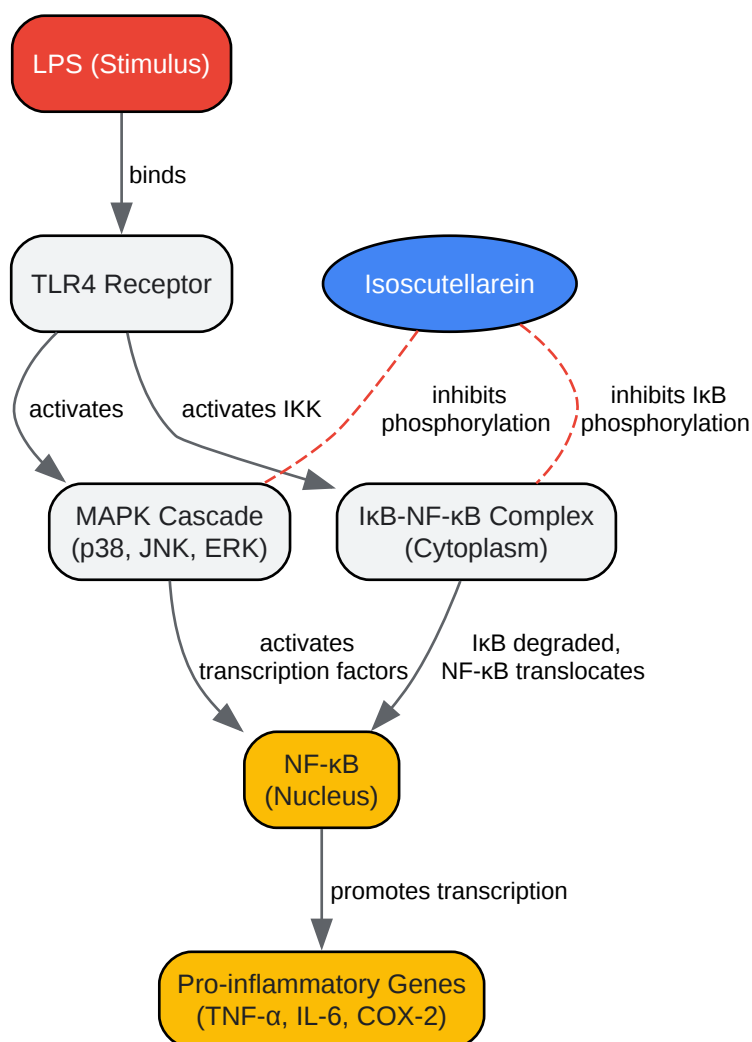 LPS (Stimulus)
binds
TLR4 Receptor
Isoscutellarein
activates
activates IKK
inhibits
phosphorylation
inhibits IκB
phosphorylation
MAPK Cascade
(p38, JNK, ERK)
IκB-NF-κB Complex
(Cytoplasm)
activates
transcription factors
IκB degraded,
NF-κB translocates
NF-κB
(Nucleus)
promotes transcription
Pro-inflammatory Genes
(TNF-α, IL-6, COX-2)